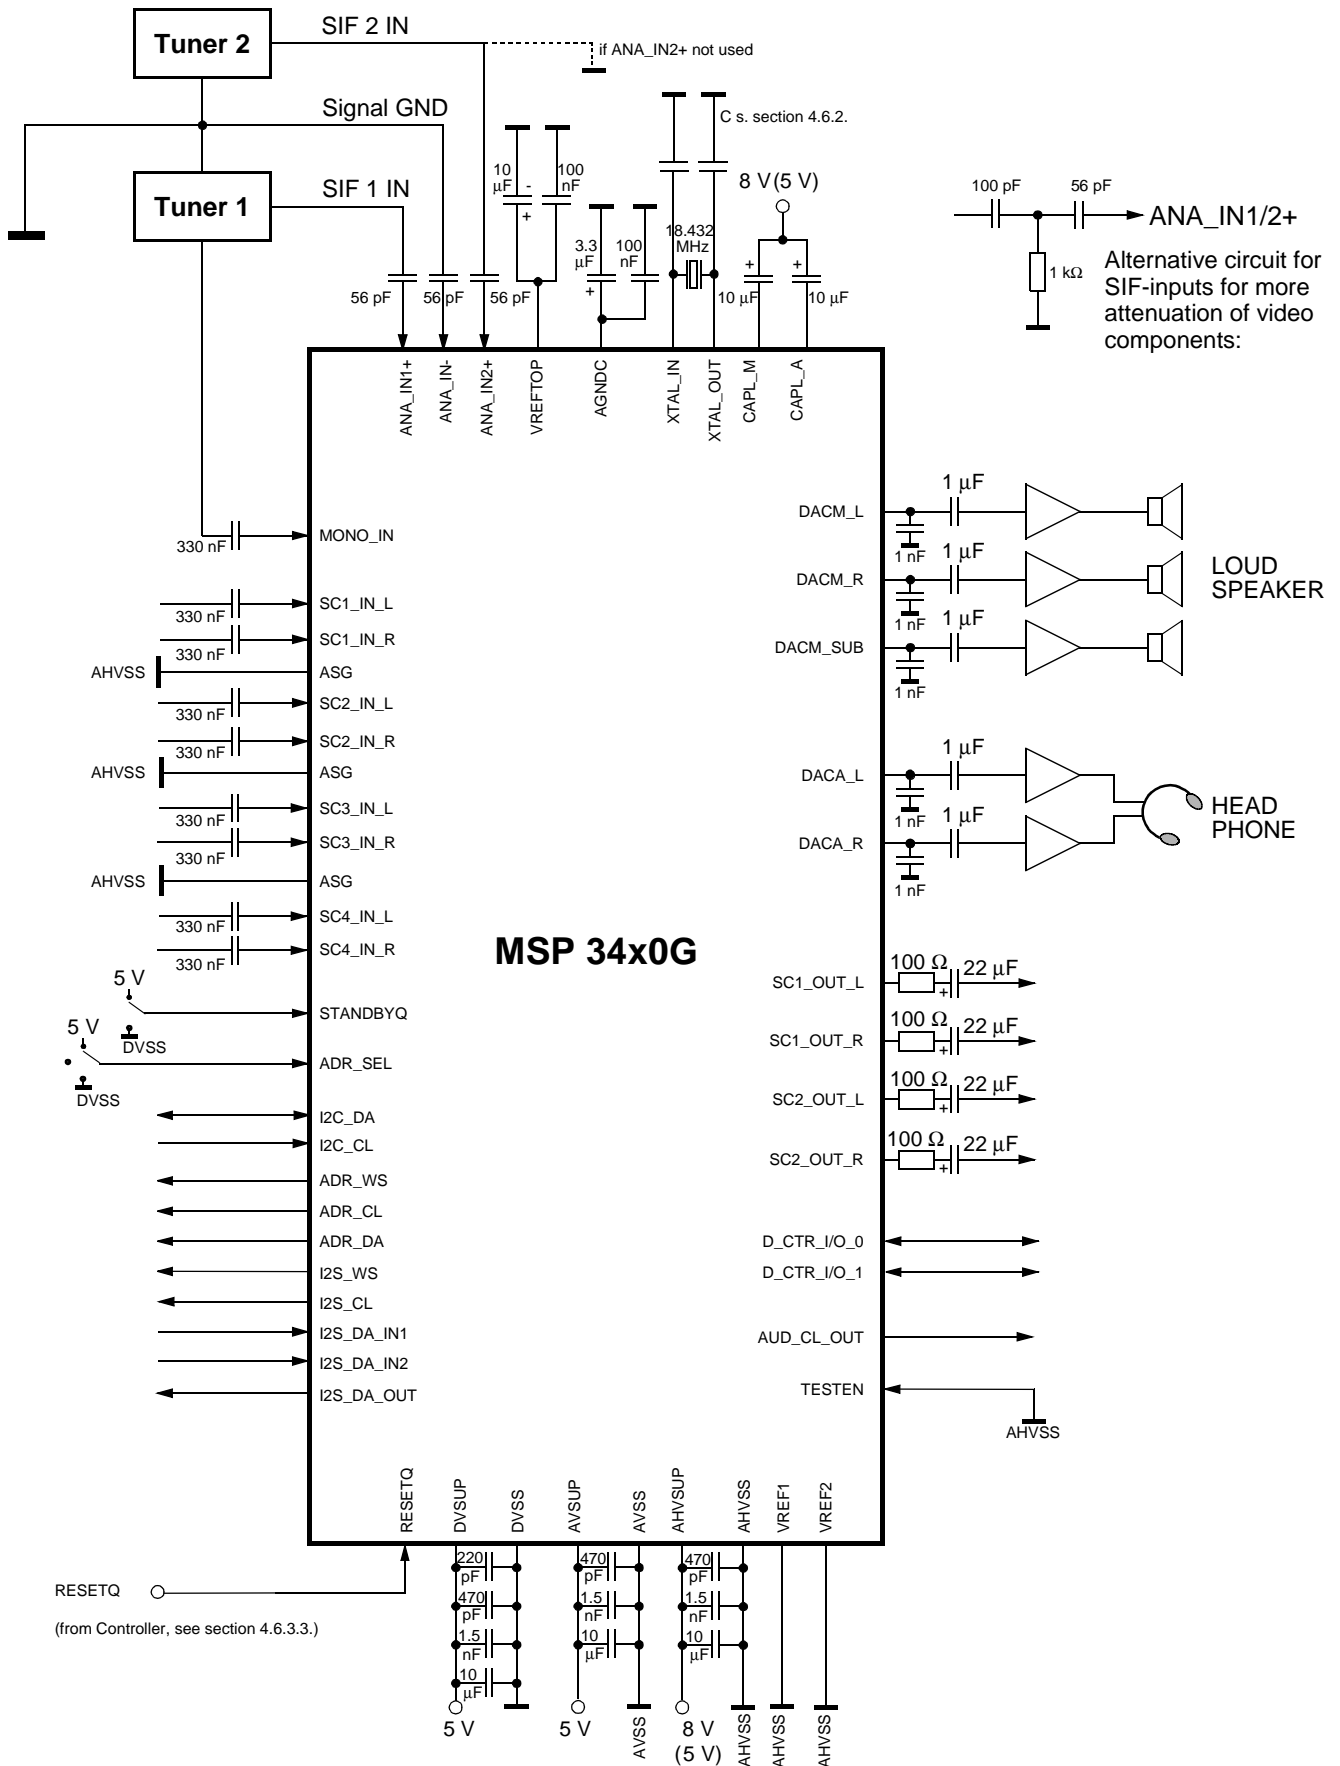 SIF 2 IN
Tuner 2
if ANA_IN2+ not used
Signal GND
C s. section 4.6.2.
10
µF
-
+
100
nF
8 V(5 V)
SIF 1 IN
Tuner 1
100 pF
56 pF
ANA_IN1/2+
1 kΩ
Alternative circuit for
SIF-inputs for more
attenuation of video
components:
3.3
µF
+
100
nF
18.432
MHz
+
+
56 pF
56 pF
56 pF
10 µF
10 µF
ANA_IN1+
ANA_IN-
ANA_IN2+
VREFTOP
AGNDC
XTAL_IN
XTAL_OUT
CAPL_M
CAPL_A
330 nF
MONO_IN
330 nF
SC1_IN_L
330 nF
SC1_IN_R
AHVSS
ASG
330 nF
SC2_IN_L
330 nF
SC2_IN_R
AHVSS
ASG
330 nF
SC3_IN_L
330 nF
SC3_IN_R
AHVSS
ASG
330 nF
SC4_IN_L
330 nF
SC4_IN_R
5 V
STANDBYQ
DVSS
5 V
ADR_SEL
DVSS
I2C_DA
I2C_CL
ADR_WS
ADR_CL
ADR_DA
I2S_WS
I2S_CL
I2S_DA_IN1
I2S_DA_IN2
I2S_DA_OUT
MSP 34x0G
DACM_L
1 µF
1 nF
DACM_R
1 µF
1 nF
DACM_SUB
1 µF
1 nF
LOUD
SPEAKER
DACA_L
1 µF
1 nF
DACA_R
1 µF
1 nF
HEAD
PHONE
SC1_OUT_L
100 Ω
+
22 µF
SC1_OUT_R
100 Ω
+
22 µF
SC2_OUT_L
100 Ω
+
22 µF
SC2_OUT_R
100 Ω
+
22 µF
D_CTR_I/O_0
D_CTR_I/O_1
AUD_CL_OUT
TESTEN
AHVSS
RESETQ
DVSUP
DVSS
AVSUP
AVSS
AHVSUP
AHVSS
VREF1
VREF2
RESETQ
(from Controller, see section 4.6.3.3.)
220
pF
470
pF
1.5
nF
10
µF
5 V
470
pF
1.5
nF
10
µF
5 V
AVSS
470
pF
1.5
nF
10
µF
8 V
(5 V)
AHVSS
AHVSS
AHVSS